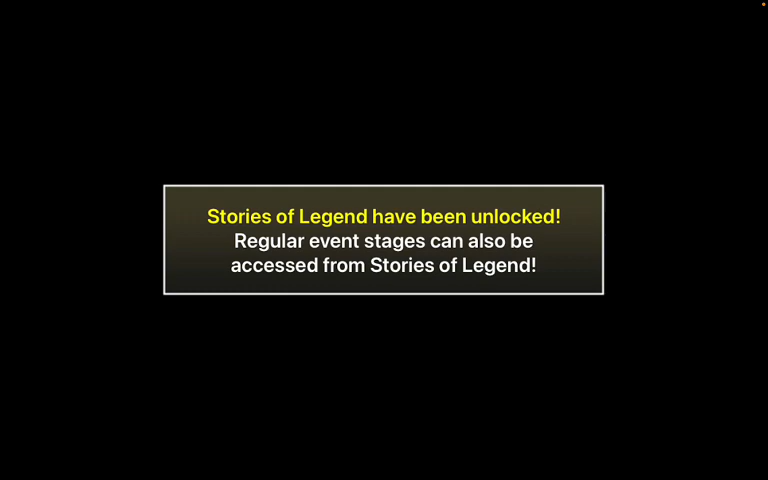 Stories of Legend have been unlocked!
Regular event stages can also be
accessed from Stories of Legend!